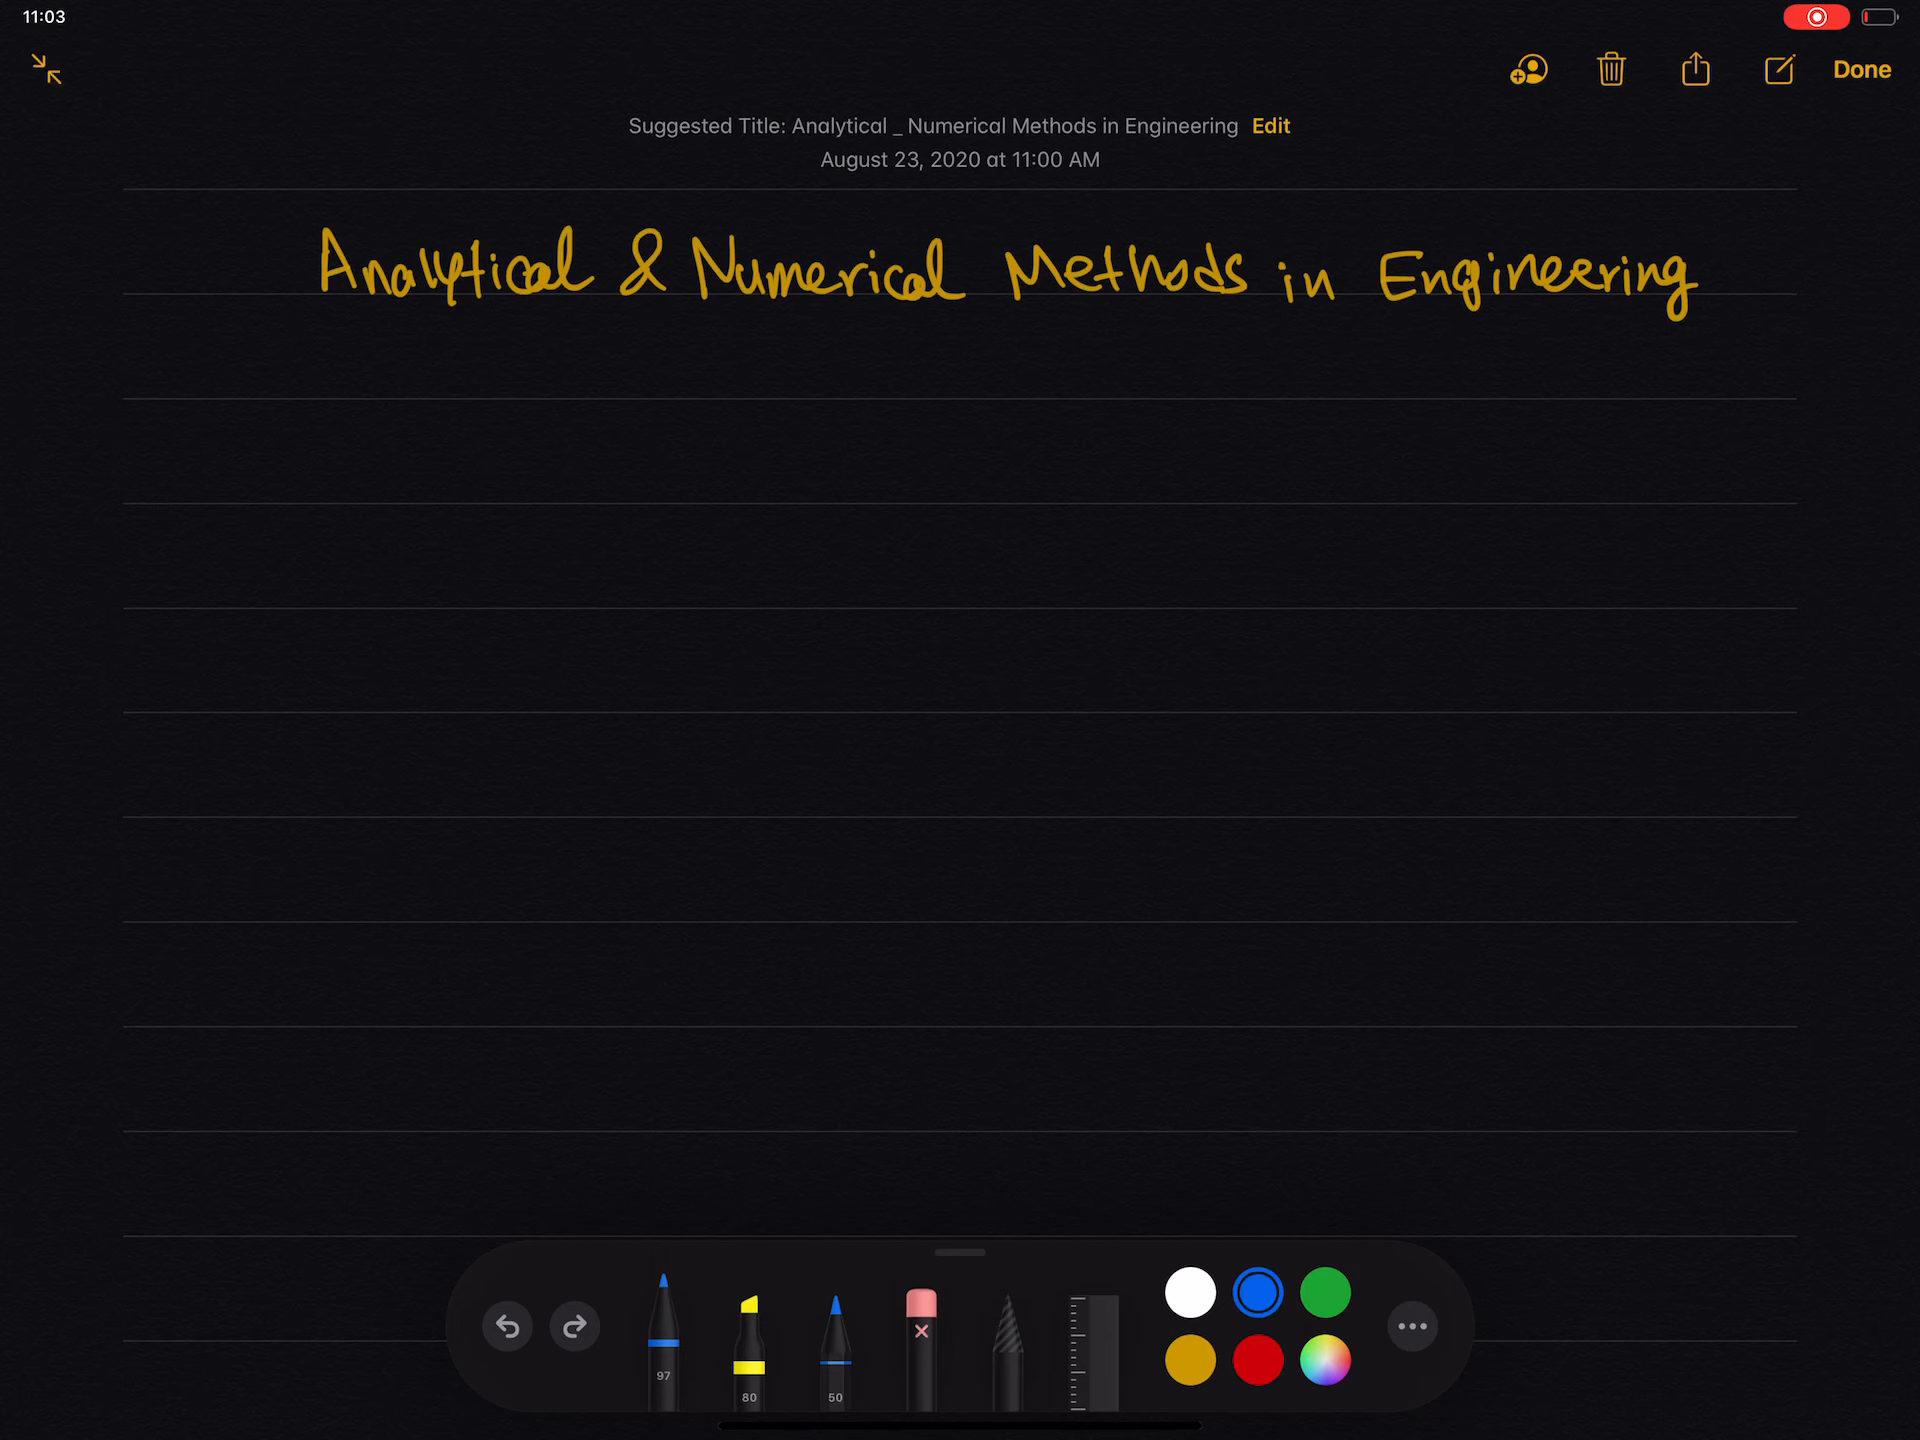 11:03
Done
Suggested Title: Analytical _ Numerical Methods in Engineering Edit
August 23, 2020 at 11:00 AM
Analytical & Numerical Methods in Engineering
97
80
50